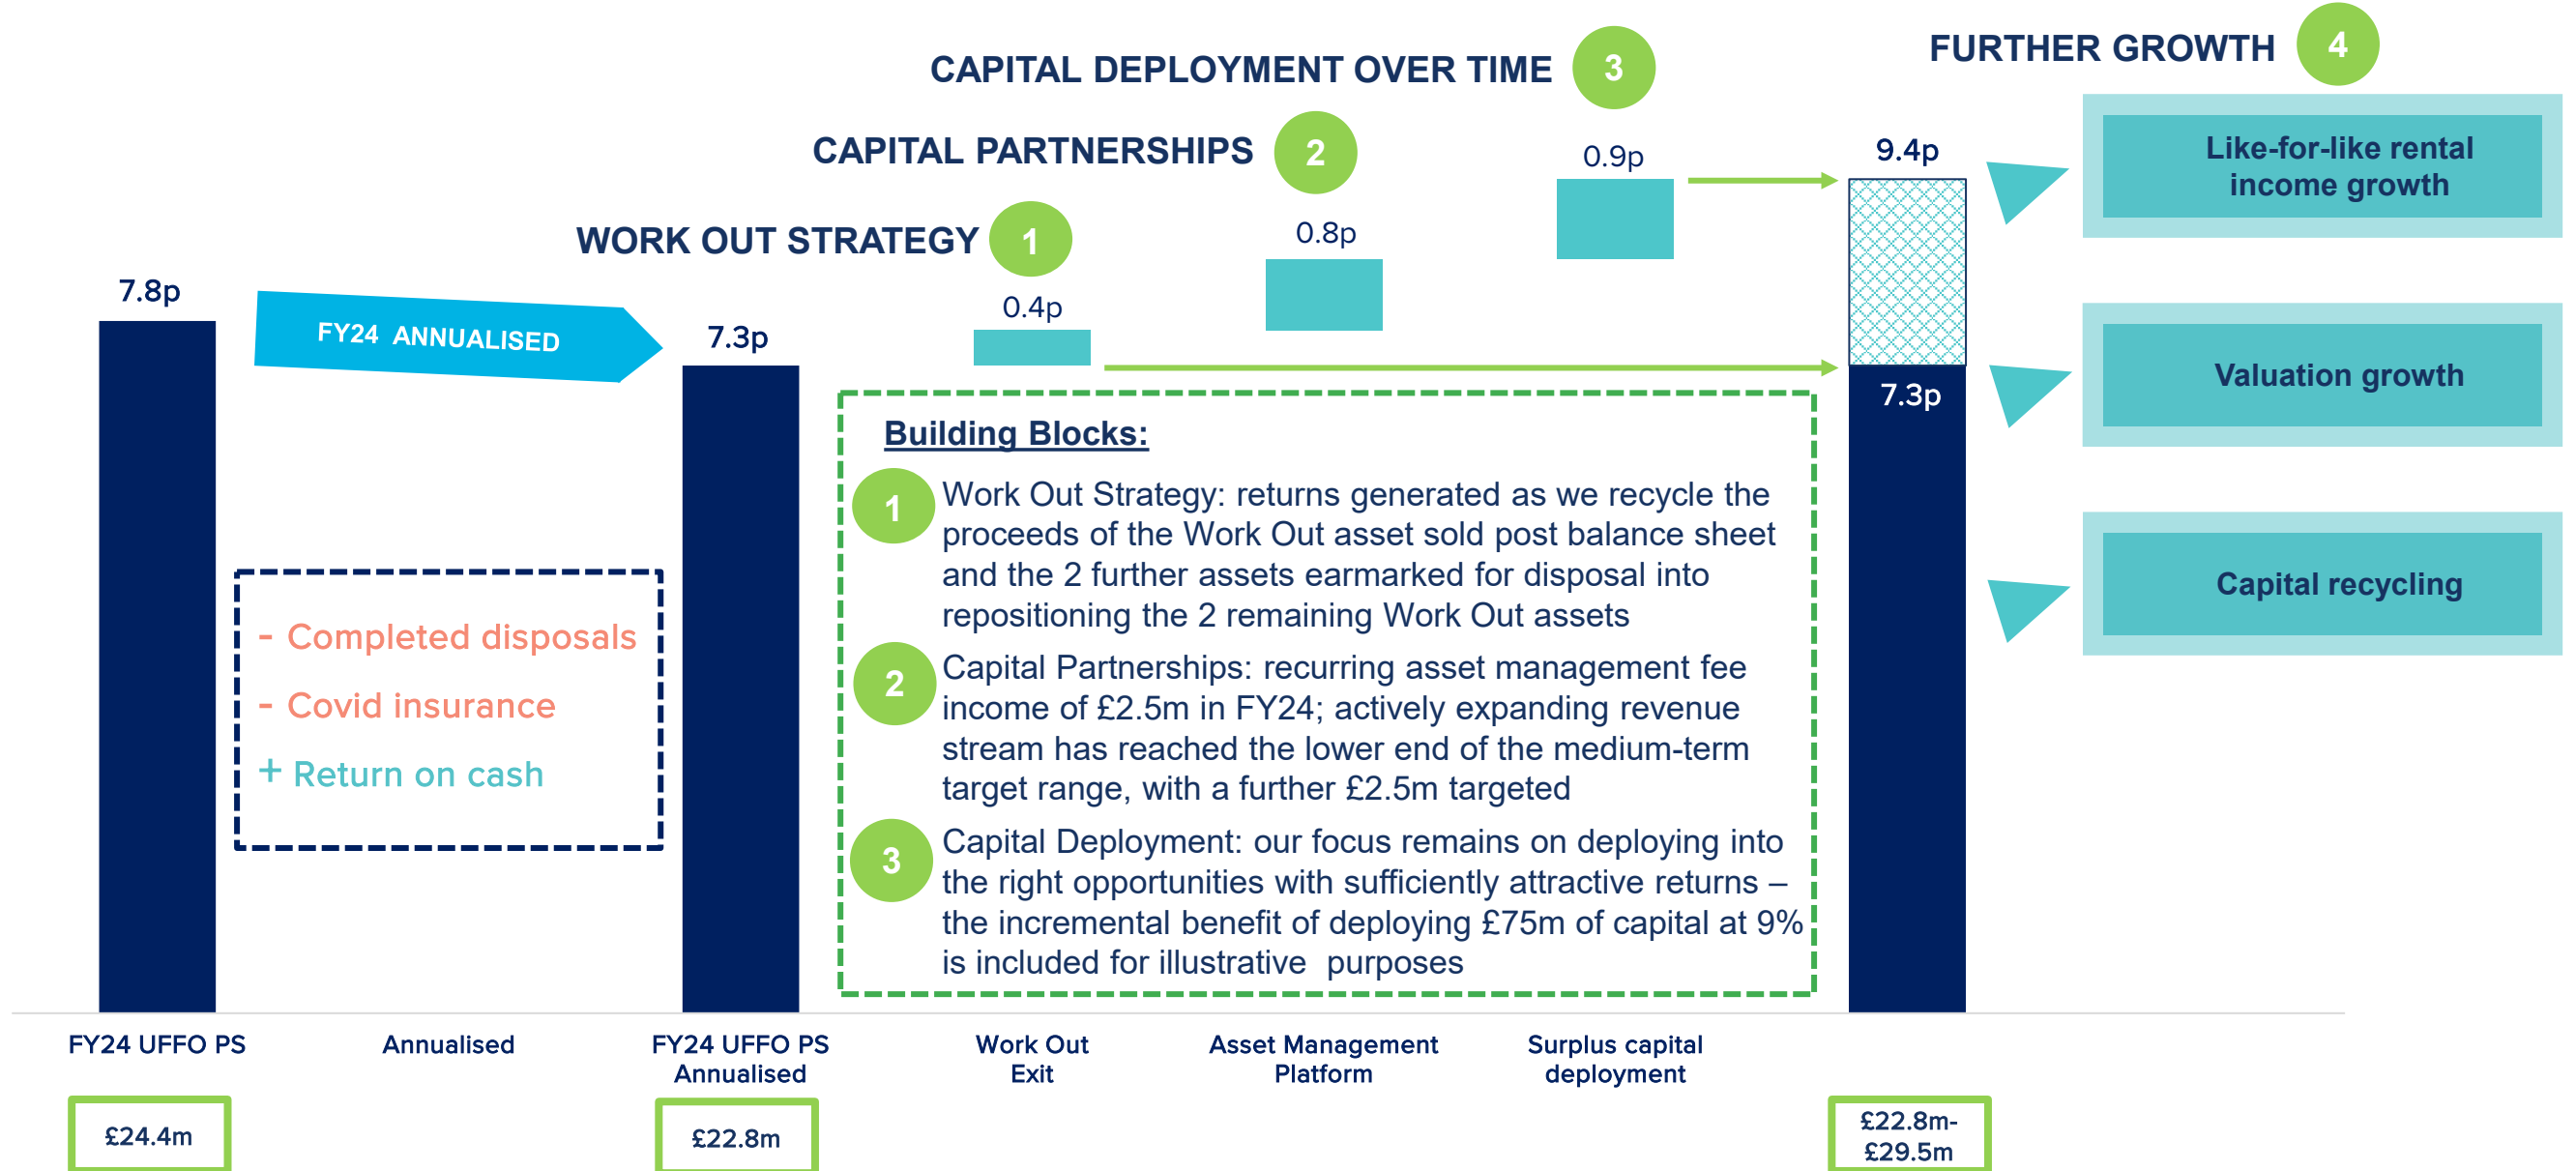 CAPITAL DEPLOYMENT OVER TIME
3
FURTHER GROWTH
4
CAPITAL PARTNERSHIPS
2
WORK OUT STRATEGY
1
7.8p
FY24 ANNUALISED
7.3p
0.4p
0.8p
0.9p
9.4p
7.3p
Like-for-like rental
income growth
Valuation growth
Capital recycling
- Completed disposals
- Covid insurance
+ Return on cash
Building Blocks:
1
Work Out Strategy: returns generated as we recycle the
proceeds of the Work Out asset sold post balance sheet
and the 2 further assets earmarked for disposal into
repositioning the 2 remaining Work Out assets
2
Capital Partnerships: recurring asset management fee
income of £2.5m in FY24; actively expanding revenue
stream has reached the lower end of the medium-term
target range, with a further £2.5m targeted
3
Capital Deployment: our focus remains on deploying into
the right opportunities with sufficiently attractive returns –
the incremental benefit of deploying £75m of capital at 9%
is included for illustrative  purposes
FY24 UFFO PS
Annualised
FY24 UFFO PS
Annualised
Work Out
Exit
Asset Management
Platform
Surplus capital
deployment
£24.4m
£22.8m
£22.8m-
£29.5m